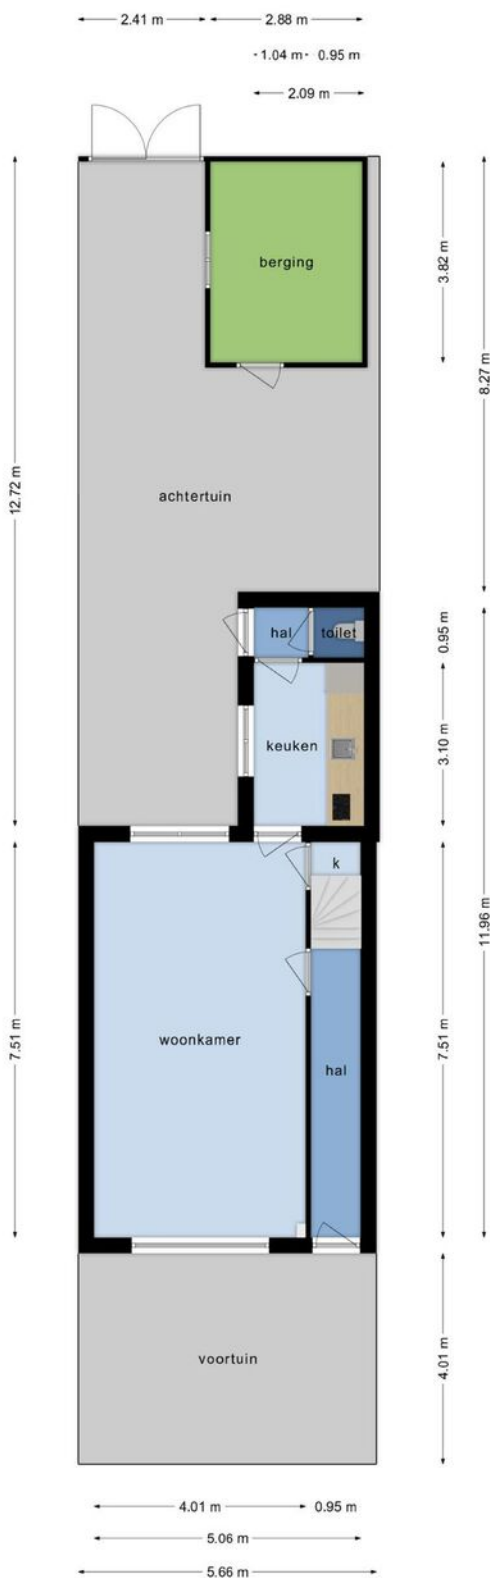 2.41 m 2.88 m
1.04 m 0.95 m
2.09 m
berging
3.82 m
8.27 m
12.72 m
achtertuin
hal toilet
0.95 m
keuken
3.10 m
k
11.96 m
7.51 m
woonkamer
7.51 m
hal
voortuin
4.01 m
4.01 m 0.95 m
5.06 m
5.66 m